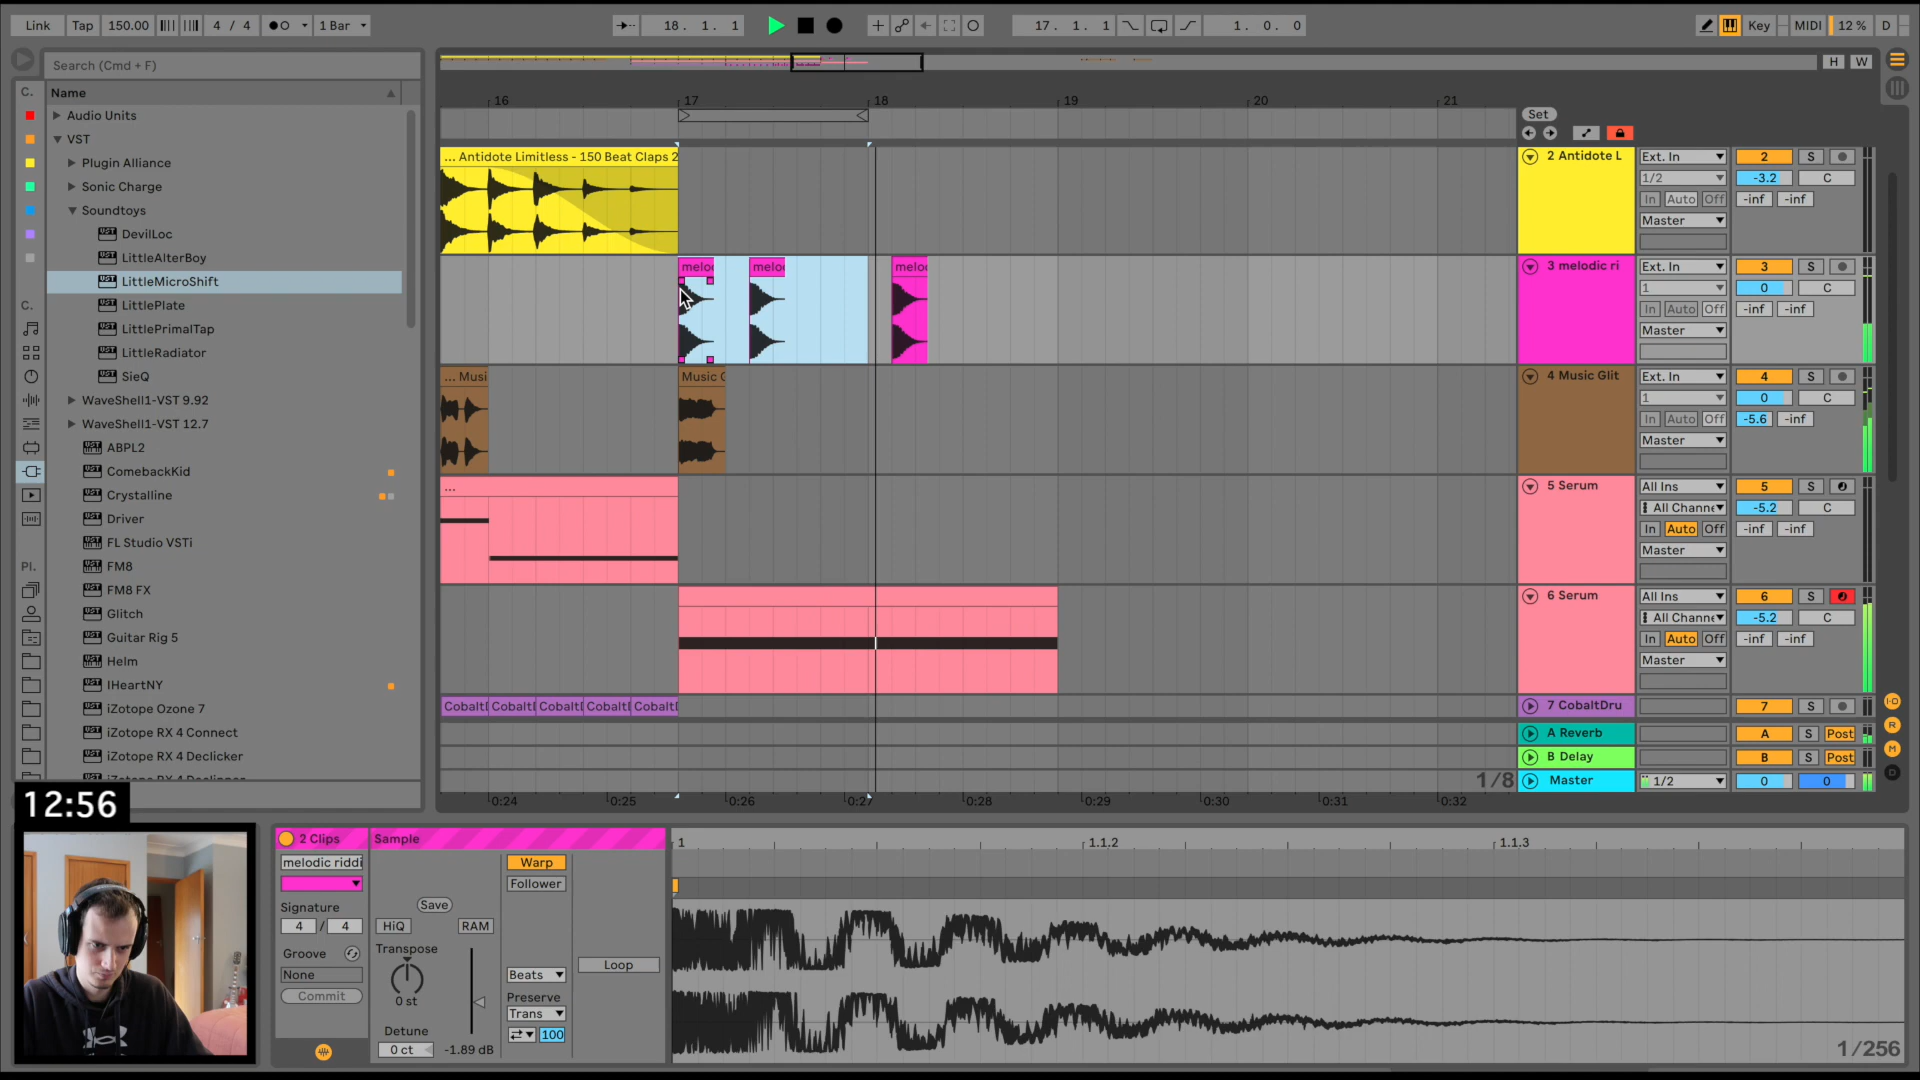 Link Tap 150.00 4 / 4 1 Bar 18. 1. 1 17. 1. 1 1. 0. 0 Key MIDI 12 % D
Search (Cmd + F)
H W
C. Name
Audio Units
VST
Plugin Alliance
Sonic Charge
Soundtoys
DevilLoc
LittleAlterBoy
LittleMicroShift
LittlePlate
LittlePrimalTap
LittleRadiator
SieQ
WaveShell1-VST 9.92
WaveShell1-VST 12.7
ABPL2
ComebackKid
Crystalline
Driver
FL Studio VSTi
FM8
FM8 FX
Glitch
Guitar Rig 5
Helm
IHeartNY
iZotope Ozone 7
iZotope RX 4 Connect
iZotope RX 4 Declicker
C.
Pl.
16 17 18 19 20 21
Set
... Antidote Limitless - 150 Beat Claps 2
2 Antidote L Ext. In 2 S
1/2 -3.2 C
In Auto Off -inf -inf
Master
meloc meloc meloc
3 melodic ri Ext. In 3 S
1 0 C
In Auto Off -inf -inf
Master
... Musi Music G
4 Music Glit Ext. In 4 S
1 0 C
In Auto Off -5.6 -inf
Master
...
5 Serum All Ins 5 S
All Channe -5.2 C
In Auto Off -inf -inf
Master
6 Serum All Ins 6 S
All Channe -5.2 C
In Auto Off -inf -inf
Master
CobaltD CobaltD CobaltD CobaltD CobaltD
7 CobaltDru 7 S
A Reverb A S Post
B Delay B S Post
1/8 Master 1/2 0 0
I-O
R
M
D
0:24 0:25 0:26 0:27 0:28 0:29 0:30 0:31 0:32
12:56
2 Clips Sample
melodic riddi
Signature
4 / 4
Groove
None
Commit
Save
HiQ RAM
Transpose
0 st
Detune
0 ct -1.89 dB
Warp
Follower
Beats
Preserve
Trans
100
Loop
1 1.1.2 1.1.3
1/256